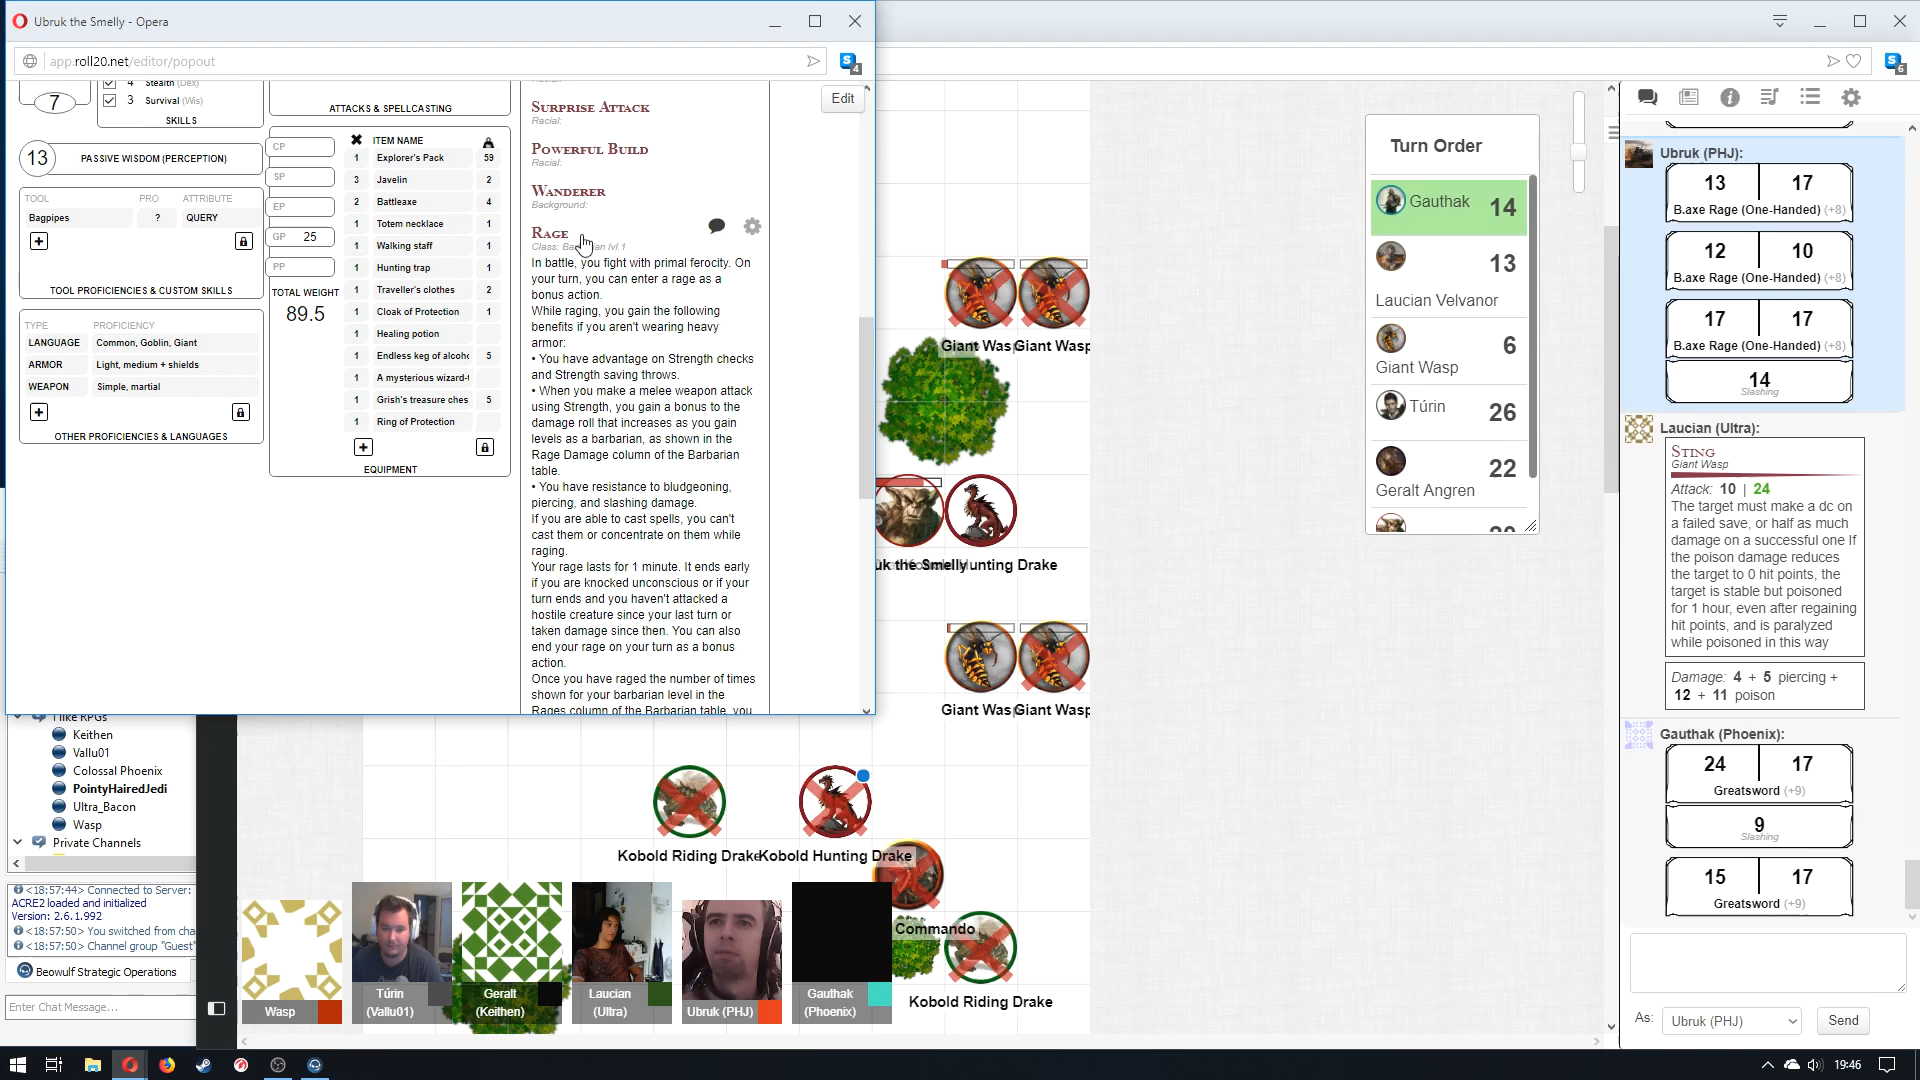 Ubruk the Smelly - Opera
app.roll20.net/editor/popout
4
6
Edit
7
4 Stealth (Dex)
3 Survival (Wis)
SKILLS
13 PASSIVE WISDOM (PERCEPTION)
TOOL PRO ATTRIBUTE
Bagpipes ? QUERY
TOOL PROFICIENCIES & CUSTOM SKILLS
TYPE PROFICIENCY
LANGUAGE Common, Goblin, Giant
ARMOR Light, medium + shields
WEAPON Simple, martial
OTHER PROFICIENCIES & LANGUAGES
ATTACKS & SPELLCASTING
CP
SP
EP
GP 25
PP
TOTAL WEIGHT
89.5
ITEM NAME
1 Explorer's Pack 59
3 Javelin 2
2 Battleaxe 4
1 Totem necklace 1
1 Walking staff 1
1 Hunting trap 1
1 Traveller's clothes 2
1 Cloak of Protection 1
1 Healing potion
1 Endless keg of alcoho 5
1 A mysterious wizard-t
1 Grish's treasure ches 5
1 Ring of Protection
EQUIPMENT
Racial:
SURPRISE ATTACK
Racial:
POWERFUL BUILD
Racial:
WANDERER
Background:
RAGE
Class: Ba an lvl.1
In battle, you fight with primal ferocity. On
your turn, you can enter a rage as a
bonus action.
While raging, you gain the following
benefits if you aren't wearing heavy
armor:
• You have advantage on Strength checks
and Strength saving throws.
• When you make a melee weapon attack
using Strength, you gain a bonus to the
damage roll that increases as you gain
levels as a barbarian, as shown in the
Rage Damage column of the Barbarian
table.
• You have resistance to bludgeoning,
piercing, and slashing damage.
If you are able to cast spells, you can't
cast them or concentrate on them while
raging.
Your rage lasts for 1 minute. It ends early
if you are knocked unconscious or if your
turn ends and you haven't attacked a
hostile creature since your last turn or
taken damage since then. You can also
end your rage on your turn as a bonus
action.
Once you have raged the number of times
shown for your barbarian level in the
Rages column of the Barbarian table, you
Giant Wasp Giant Wasp
uk the Smelly Hunting Drake
Giant Wasp Giant Wasp
Kobold Riding Drake Kobold Hunting Drake
Commando
Kobold Riding Drake
Turn Order
Gauthak 14
13
Laucian Velvanor
6
Giant Wasp
Túrin 26
22
Geralt Angren
20
Ubruk (PHJ):
13 17
B.axe Rage (One-Handed) (+8)
12 10
B.axe Rage (One-Handed) (+8)
17 17
B.axe Rage (One-Handed) (+8)
14
Slashing
Laucian (Ultra):
STING
Giant Wasp
Attack: 10 | 24
The target must make a dc on
a failed save, or half as much
damage on a successful one If
the poison damage reduces
the target to 0 hit points, the
target is stable but poisoned
for 1 hour, even after regaining
hit points, and is paralyzed
while poisoned in this way
Damage: 4 + 5 piercing +
12 + 11 poison
Gauthak (Phoenix):
24 17
Greatsword (+9)
9
Slashing
15 17
Greatsword (+9)
As: Ubruk (PHJ) Send
I like RPGs
Keithen
Vallu01
Colossal Phoenix
PointyHairedJedi
Ultra_Bacon
Wasp
Private Channels
<18:57:44> Connected to Server:
ACRE2 loaded and initialized
Version: 2.6.1.992
<18:57:50> You switched from cha
<18:57:50> Channel group "Guest"
Beowulf Strategic Operations
Enter Chat Message...
Wasp
Túrin
(Vallu01)
Geralt
(Keithen)
Laucian
(Ultra)
Ubruk (PHJ)
Gauthak
(Phoenix)
19:46